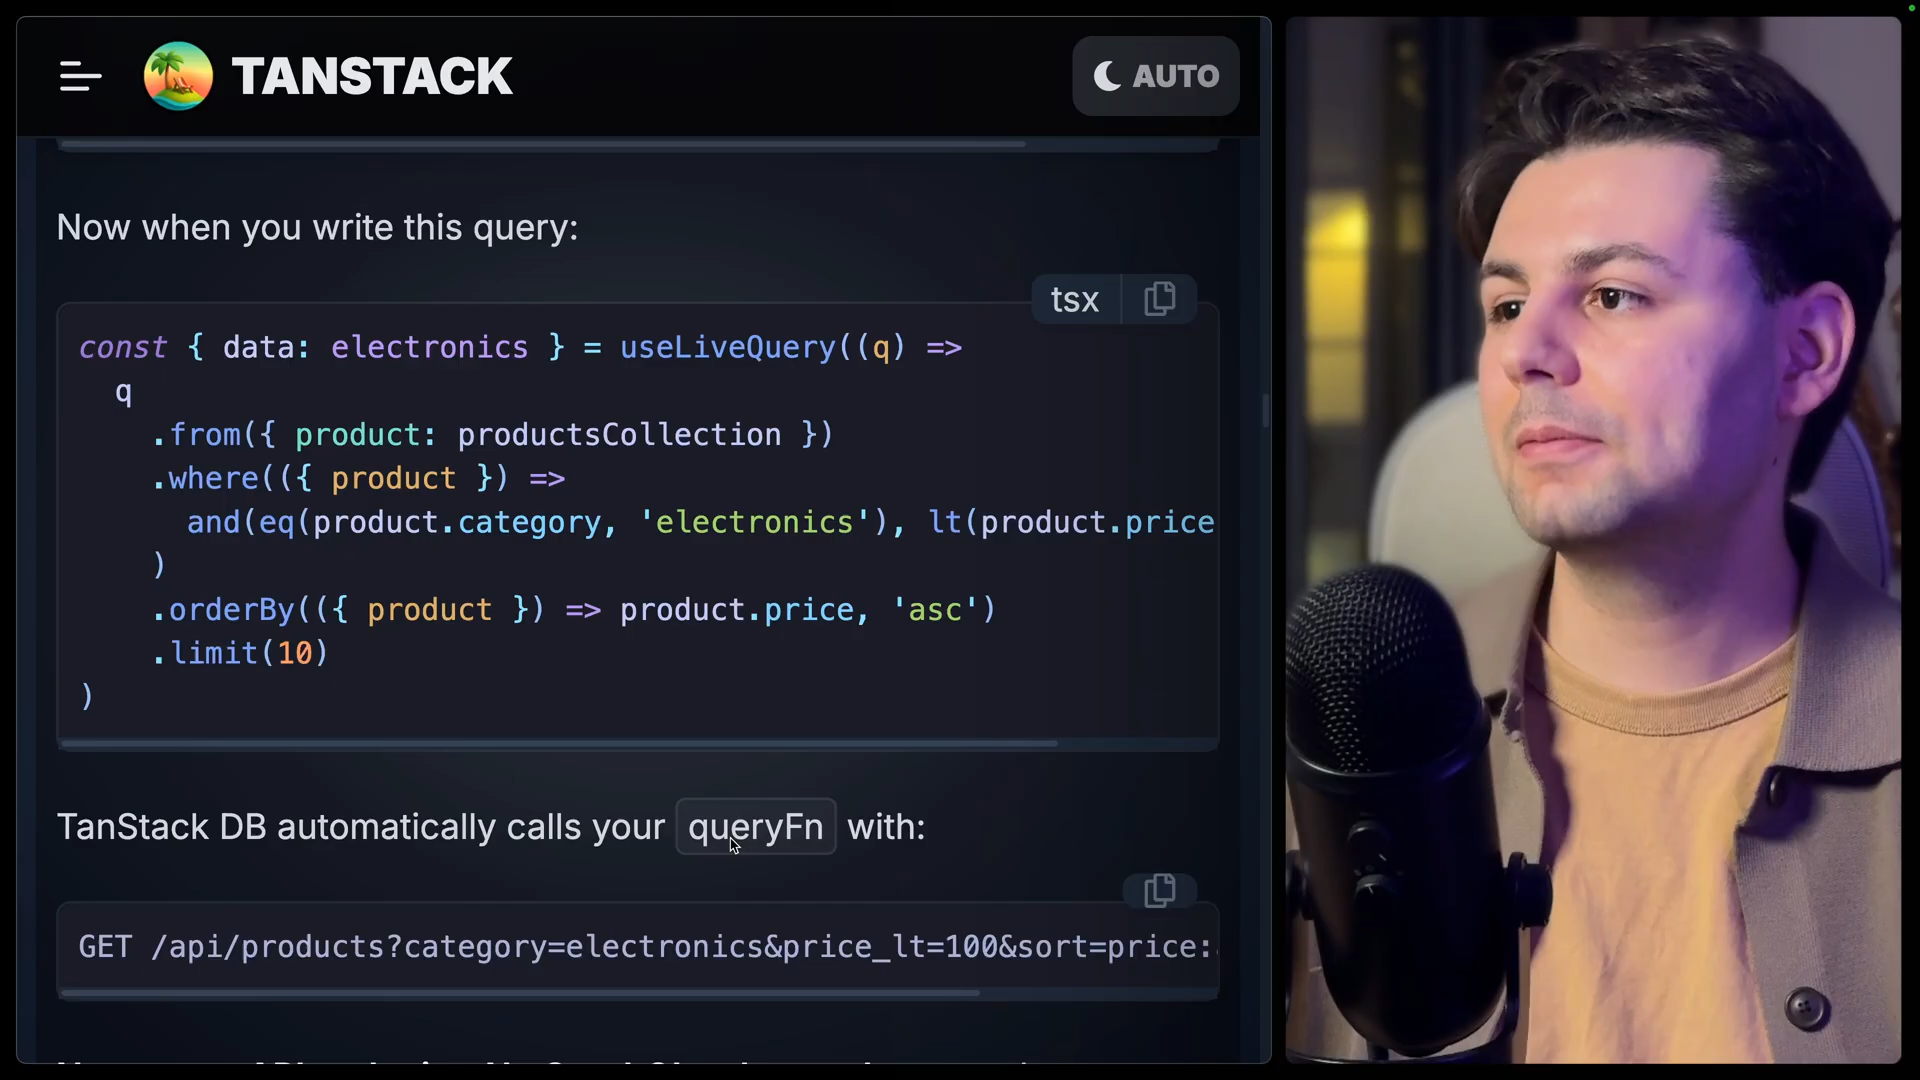 TANSTACK
AUTO
Now when you write this query:
tsx
const { data: electronics } = useLiveQuery((q) =>
q
.from({ product: productsCollection })
.where(({ product }) =>
and(eq(product.category, 'electronics'), lt(product.price
)
.orderBy(({ product }) => product.price, 'asc')
.limit(10)
)
TanStack DB automatically calls your queryFn with:
GET /api/products?category=electronics&price_lt=100&sort=price: